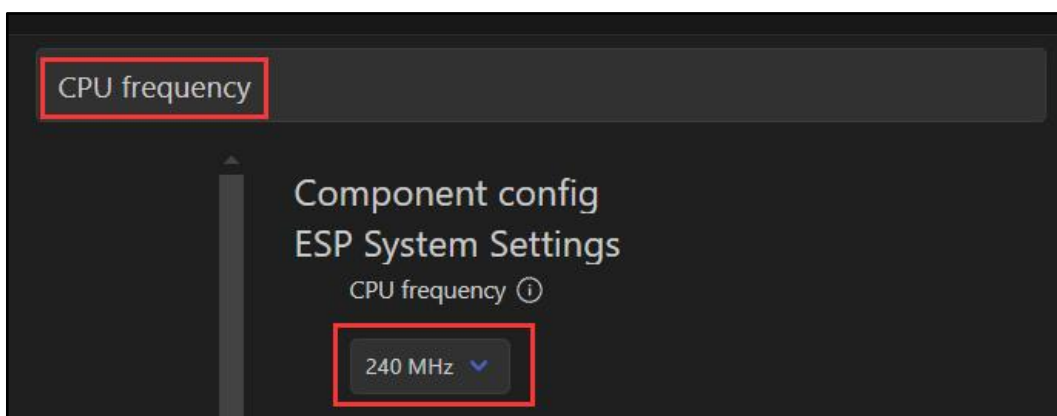 CPU frequency
Component config
ESP System Settings
CPU frequency
240 MHz